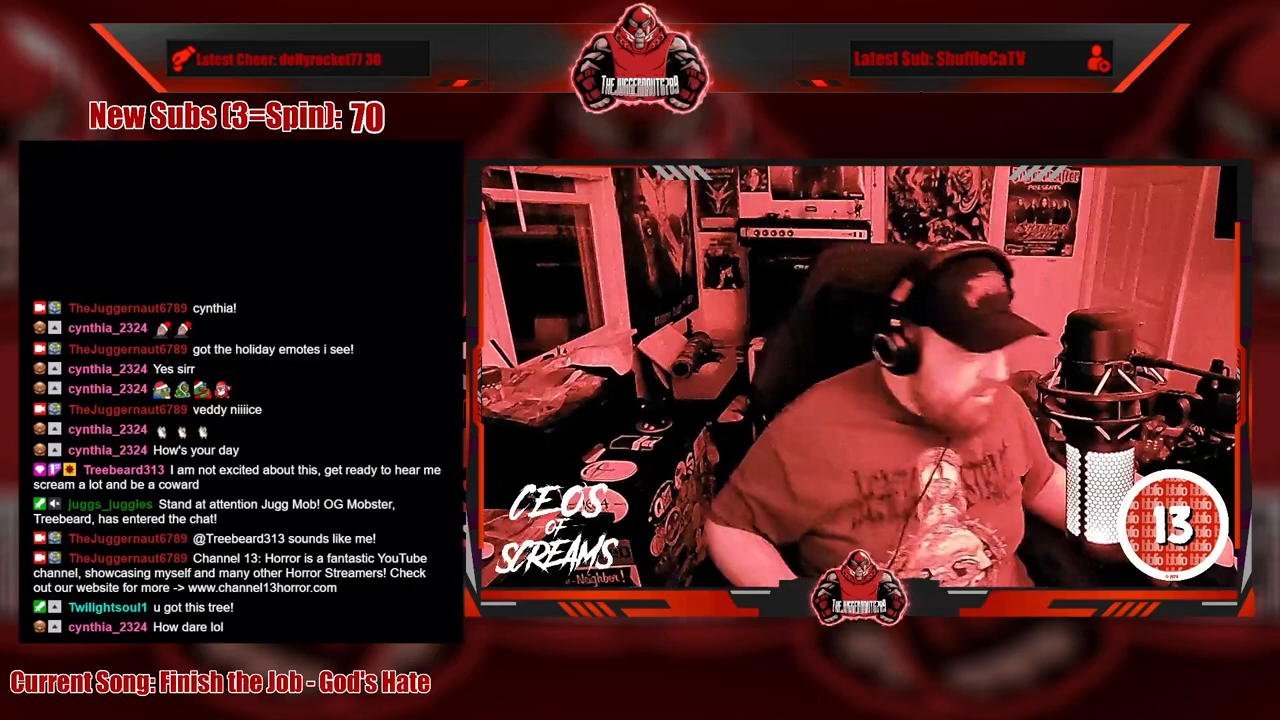 Latest Cheer: dollyrocket77 30
THEJUGGERNAUT6789
Latest Sub: ShuffleCaTV
New Subs (3=Spin): 70
TheJuggernaut6789 cynthia!
cynthia_2324
TheJuggernaut6789 got the holiday emotes i see!
cynthia_2324 Yes sirr
cynthia_2324
TheJuggernaut6789 veddy niiiice
cynthia_2324
cynthia_2324 How's your day
Treebeard313 I am not excited about this, get ready to hear me
scream a lot and be a coward
juggs_juggies Stand at attention Jugg Mob! OG Mobster,
Treebeard, has entered the chat!
TheJuggernaut6789 @Treebeard313 sounds like me!
TheJuggernaut6789 Channel 13: Horror is a fantastic YouTube
channel, showcasing myself and many other Horror Streamers! Check
out our website for more -> www.channel13horror.com
Twilightsoul1 u got this tree!
cynthia_2324 How dare lol
PRESENTS
CEOS
OF
SCREAMS
Neighbor!
13
THEJUGGERNAUT6789
Current Song: Finish the Job - God's Hate